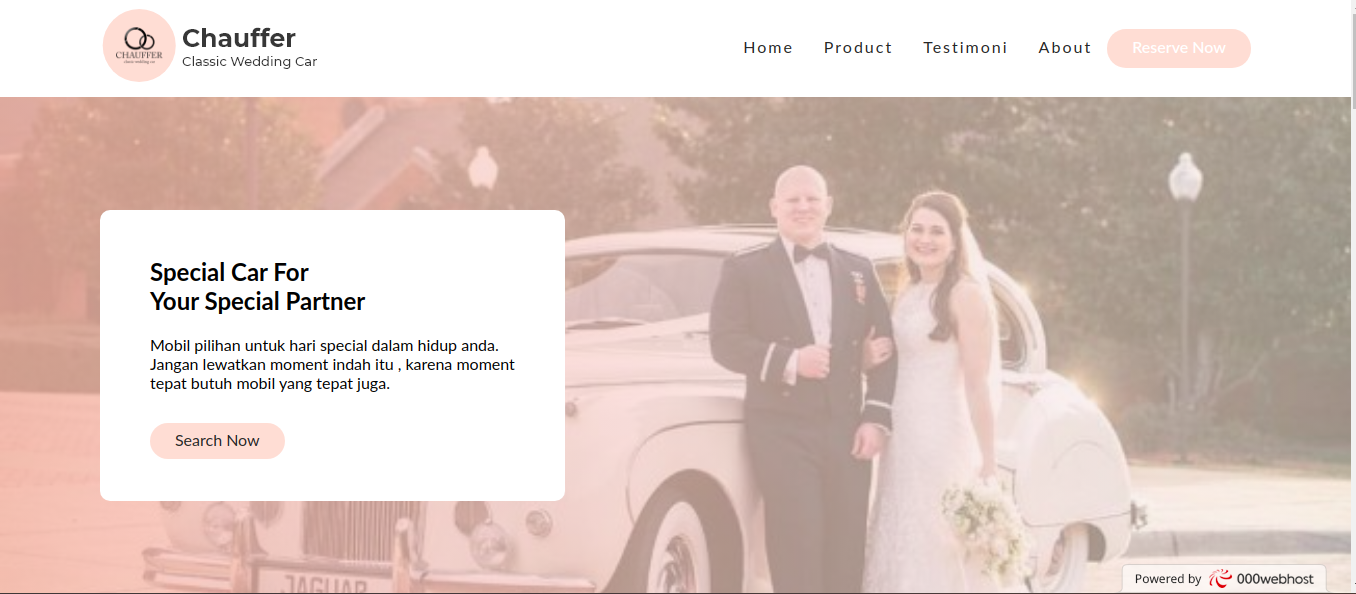 CHAUFFER
classic wedding car
Chauffer
Classic Wedding Car
Home
Product
Testimoni
About
Reserve Now
Special Car For
Your Special Partner
Mobil pilihan untuk hari special dalam hidup anda.
Jangan lewatkan moment indah itu , karena moment
tepat butuh mobil yang tepat juga.
Search Now
JAGUAR
Powered by 000webhost